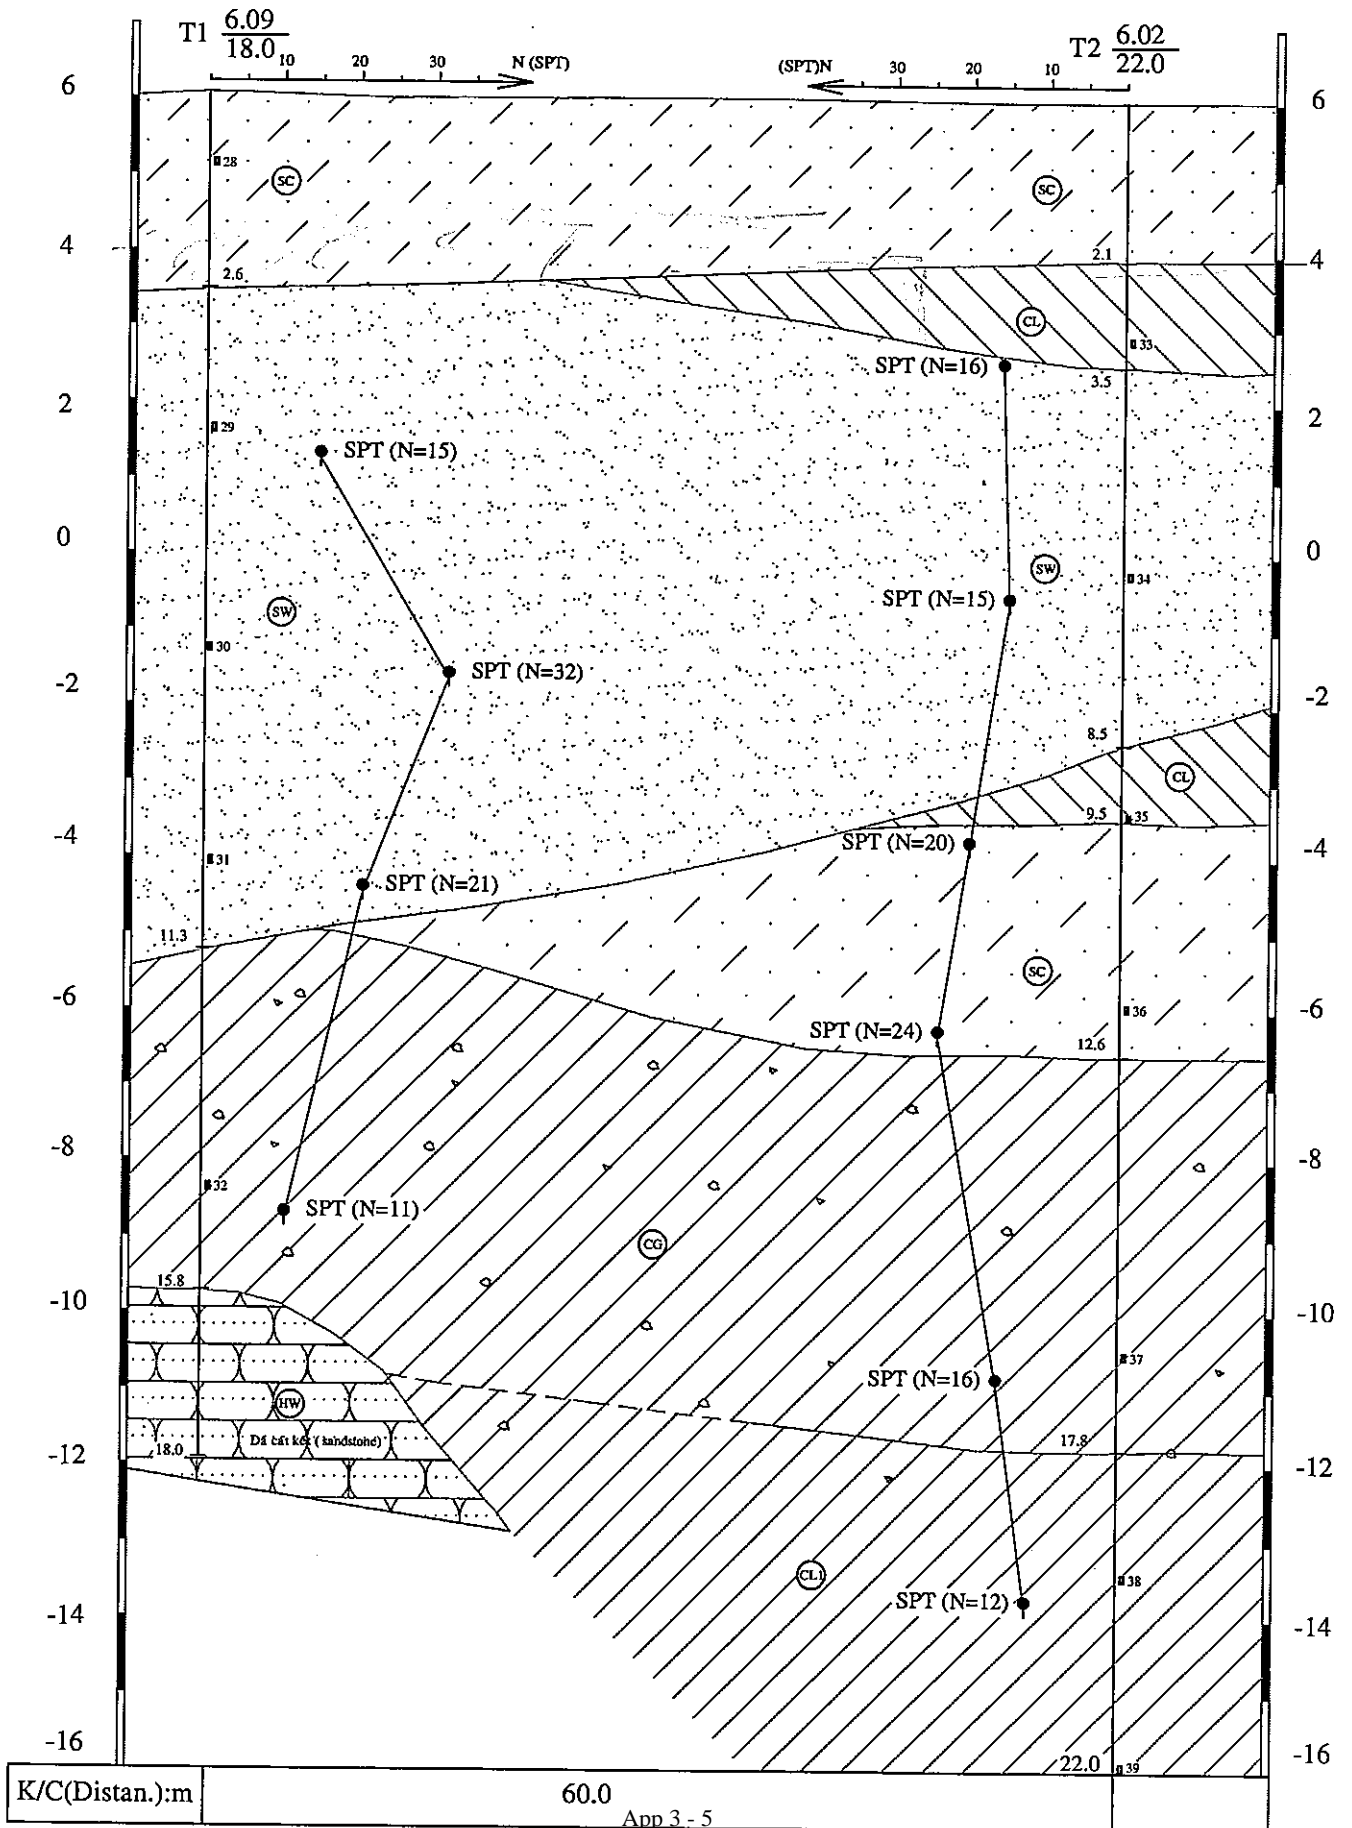 T1 6.09
18.0
T2 6.02
22.0
10 20 30 N (SPT)
(SPT)N 30 20 10
6
6
28
SC
SC
4
2.6
2.1
4
CL
33
SPT (N=16)
3.5
2
2
29
SPT (N=15)
0
0
SW
34
SPT (N=15)
SW
30
SPT (N=32)
-2
-2
8.5
CL
9.5
35
-4
SPT (N=20)
-4
31
SPT (N=21)
11.3
SC
-6
36
-6
SPT (N=24)
12.6
-8
-8
32
SPT (N=11)
CG
15.8
-10
-10
37
SPT (N=16)
HW
Đá cát kết (sandstone)
18.0
17.8
-12
-12
CL1
38
SPT (N=12)
-14
-14
-16
-16
22.0
39
K/C(Distan.):m
60.0
App 3 - 5